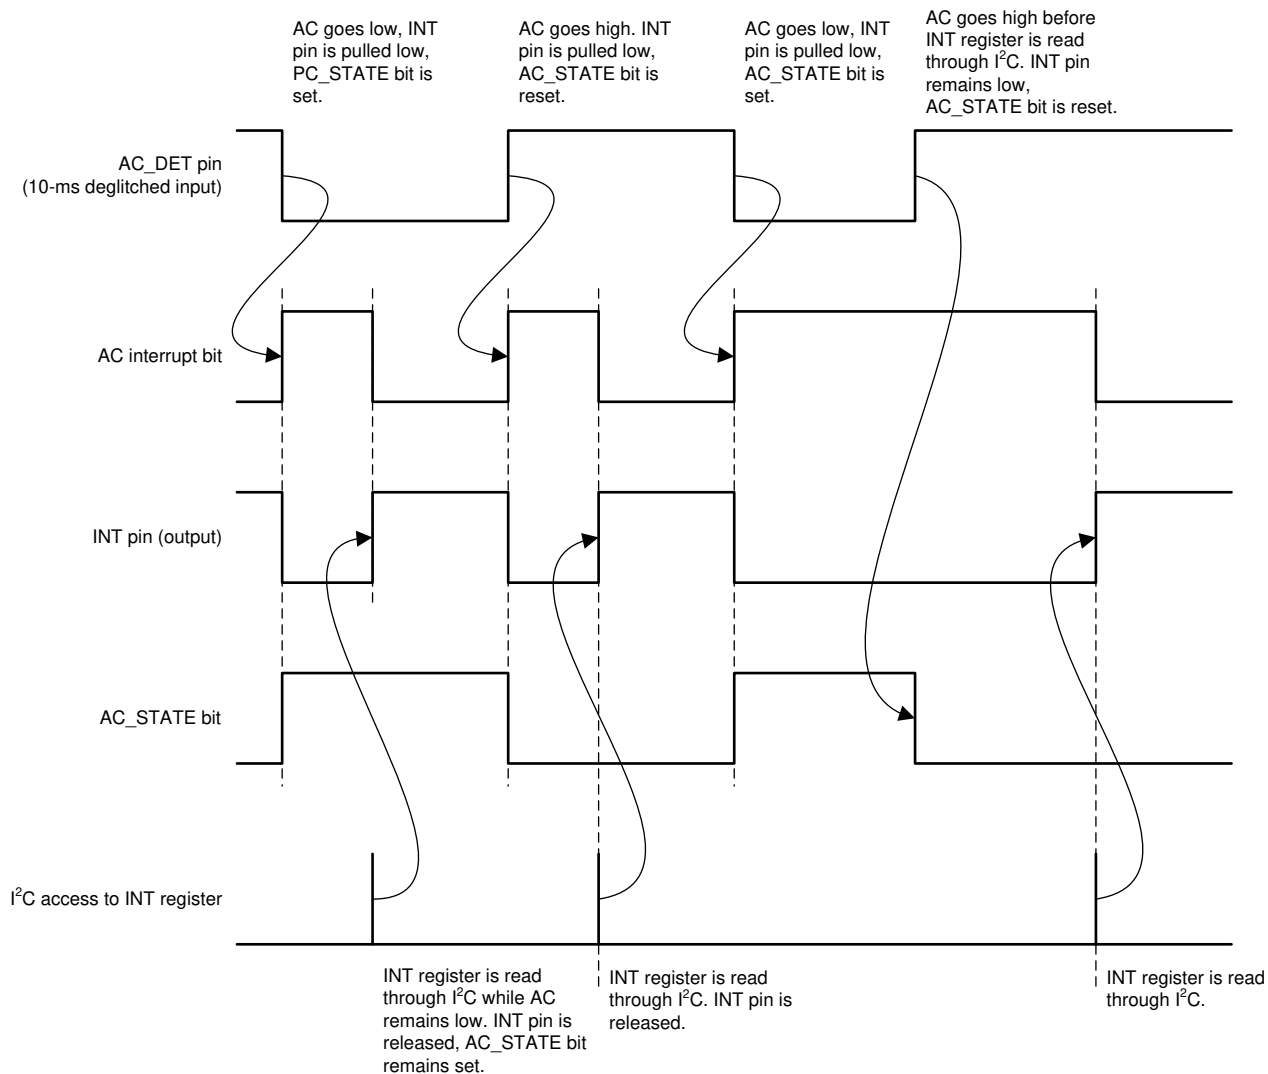 AC goes low, INT
pin is pulled low,
PC_STATE bit is
set.
AC goes high. INT
pin is pulled low,
AC_STATE bit is
reset.
AC goes low, INT
pin is pulled low,
AC_STATE bit is
set.
AC goes high before
INT register is read
through I²C. INT pin
remains low,
AC_STATE bit is reset.
AC_DET pin
(10-ms deglitched input)
AC interrupt bit
INT pin (output)
AC_STATE bit
I²C access to INT register
INT register is read
through I²C while AC
remains low. INT pin is
released, AC_STATE bit
remains set.
INT register is read
through I²C. INT pin is
released.
INT register is read
through I²C.